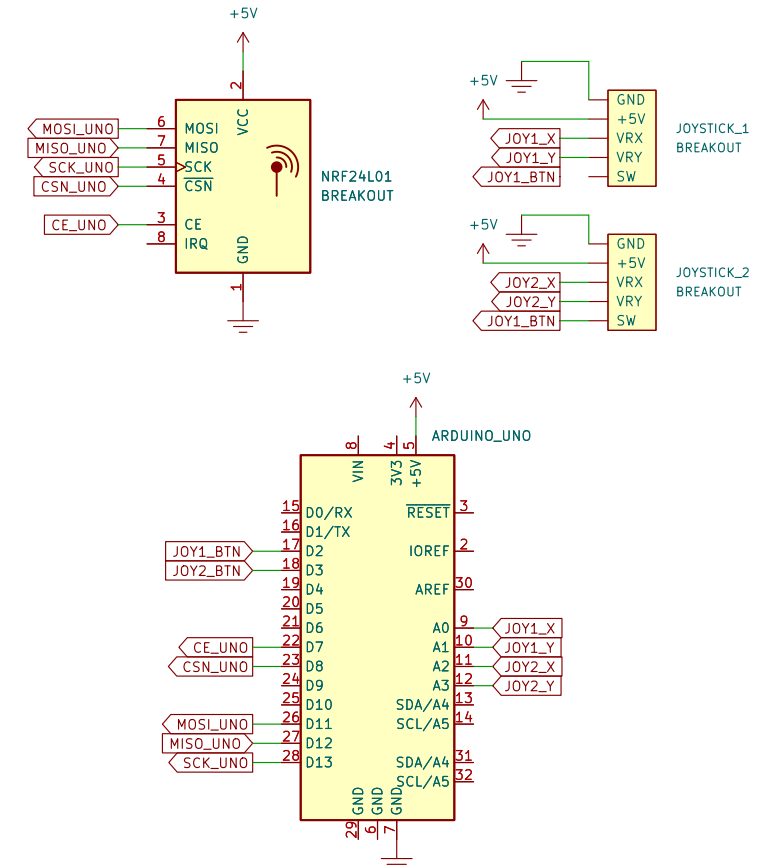 +5V
2
VCC
MOSI_UNO 6 MOSI
MISO_UNO 7 MISO
SCK_UNO 5 SCK
CSN_UNO 4 CSN
CE_UNO 3 CE
8 IRQ
GND
1
NRF24L01
BREAKOUT
+5V
GND
+5V
JOY1_X VRX
JOY1_Y VRY
JOY1_BTN SW
JOYSTICK_1
BREAKOUT
+5V
GND
+5V
JOY2_X VRX
JOY2_Y VRY
JOY1_BTN SW
JOYSTICK_2
BREAKOUT
+5V
ARDUINO_UNO
8 4 5
VIN 3V3 +5V
15 D0/RX RESET 3
16 D1/TX
JOY1_BTN 17 D2 IOREF 2
JOY2_BTN 18 D3
19 D4 AREF 30
20 D5
21 D6 A0 9 JOY1_X
CE_UNO 22 D7 A1 10 JOY1_Y
CSN_UNO 23 D8 A2 11 JOY2_X
24 D9 A3 12 JOY2_Y
25 D10 SDA/A4 13
MOSI_UNO 26 D11 SCL/A5 14
MISO_UNO 27 D12
SCK_UNO 28 D13 SDA/A4 31
SCL/A5 32
GND GND GND
29 6 7